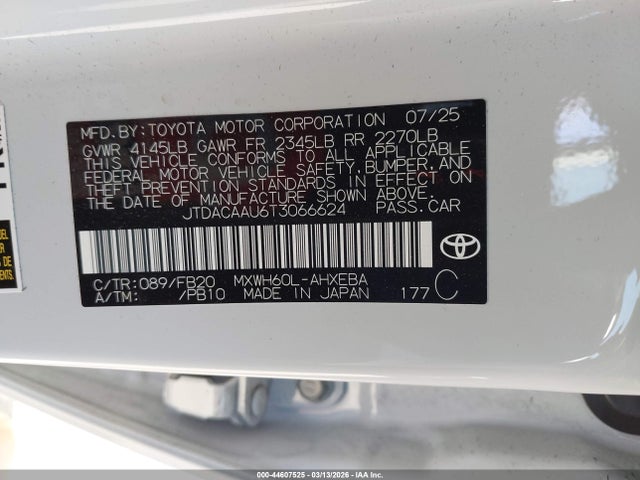 MFD.BY:TOYOTA MOTOR CORPORATION 07/25
GVWR 4145LB GAWR FR 2345LB RR 2270LB
THIS VEHICLE CONFORMS TO ALL APPLICABLE
FEDERAL MOTOR VEHICLE SAFETY,BUMPER,AND
THEFT PREVENTION STANDARDS IN EFFECT ON
THE DATE OF MANUFACTURE SHOWN ABOVE.
JTDACAAU6T3066624 PASS.CAR
C/TR:089/FB20 MXWH60L-AHXEBA
A/TM: /PB10 MADE IN JAPAN 177 C
000-44607525 - 03/13/2026 - IAAI.COM